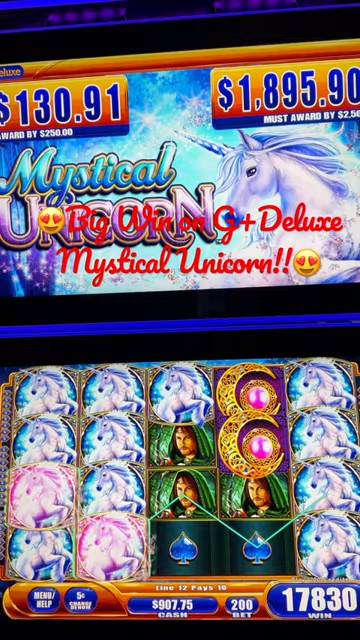 eluxe
$130.91
AWARD BY $250.00
$1,895.90
MUST AWARD BY $2,50
Mystical
UNICORN
😍Big Win on G+Deluxe
Mystical Unicorn!!😍
Line 12 Pays 10
MENU/
HELP
5¢
CHANGE
DENOM
$907.75
CASH
200
BET
17830
WIN